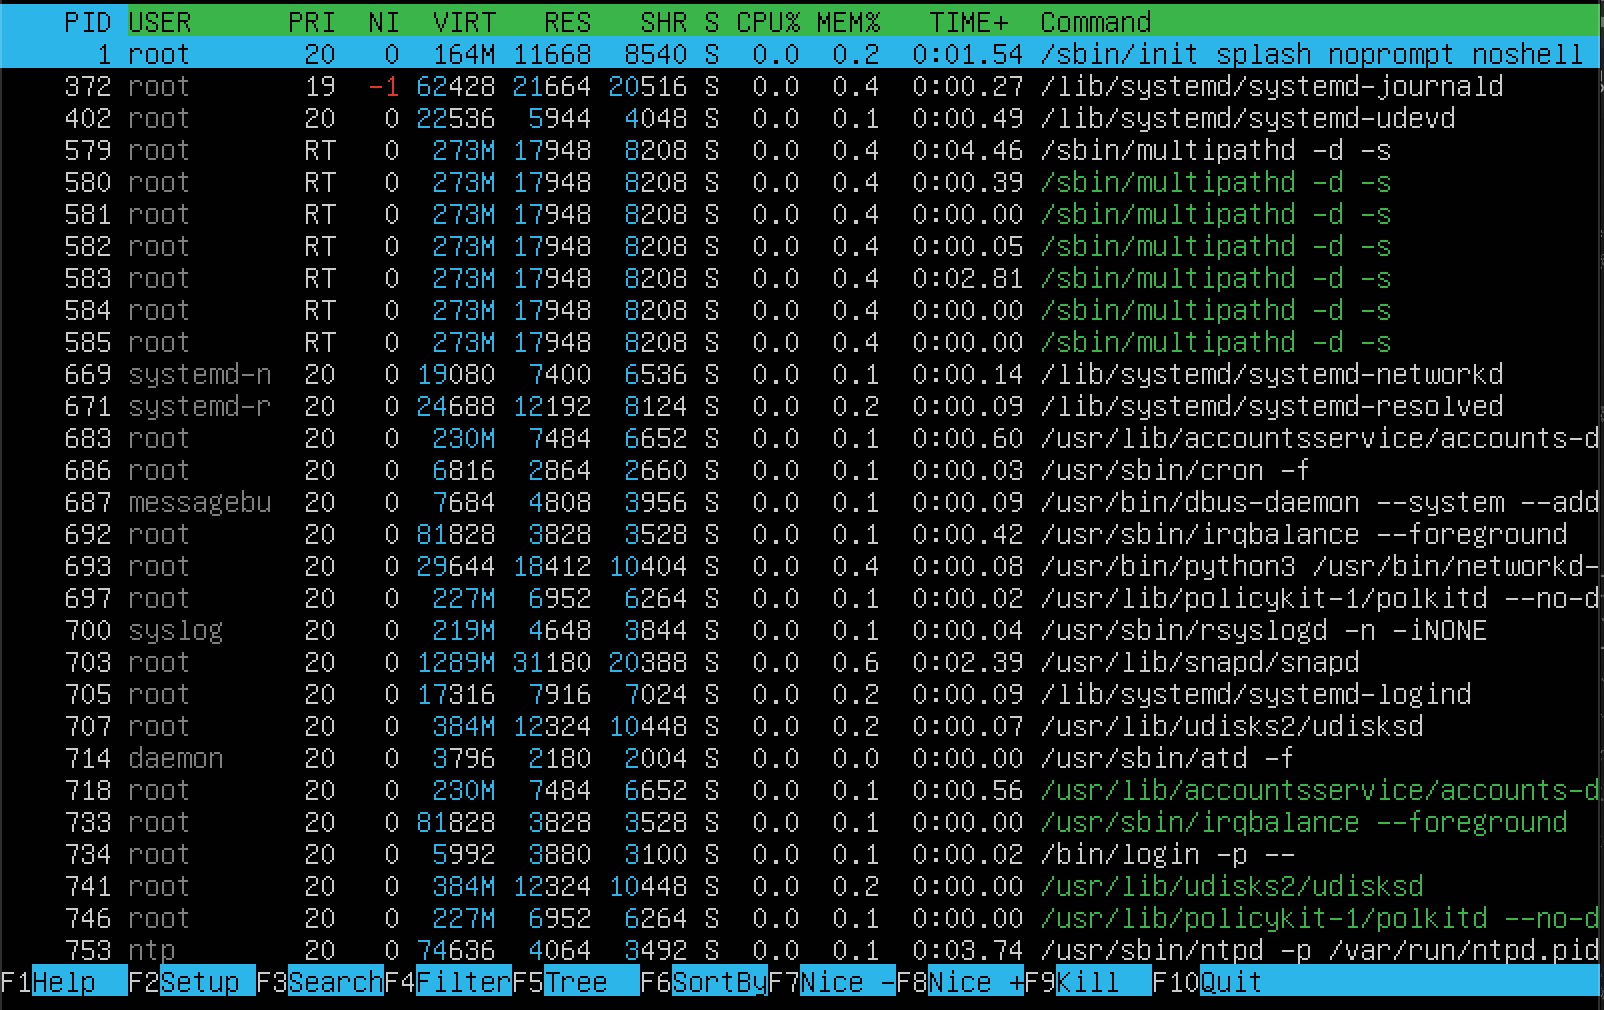 PID USER PRI NI VIRT RES SHR S CPU% MEM% TIME+ Command
1 root 20 0 164M 11668 8540 S 0.0 0.2 0:01.54 /sbin/init splash noprompt noshell
372 root 19 -1 62428 21664 20516 S 0.0 0.4 0:00.27 /lib/systemd/systemd-journald
402 root 20 0 22536 5944 4048 S 0.0 0.1 0:00.49 /lib/systemd/systemd-udevd
579 root RT 0 273M 17948 8208 S 0.0 0.4 0:04.46 /sbin/multipathd -d -s
580 root RT 0 273M 17948 8208 S 0.0 0.4 0:00.39 /sbin/multipathd -d -s
581 root RT 0 273M 17948 8208 S 0.0 0.4 0:00.00 /sbin/multipathd -d -s
582 root RT 0 273M 17948 8208 S 0.0 0.4 0:00.05 /sbin/multipathd -d -s
583 root RT 0 273M 17948 8208 S 0.0 0.4 0:02.81 /sbin/multipathd -d -s
584 root RT 0 273M 17948 8208 S 0.0 0.4 0:00.00 /sbin/multipathd -d -s
585 root RT 0 273M 17948 8208 S 0.0 0.4 0:00.00 /sbin/multipathd -d -s
669 systemd-n 20 0 19080 7400 6536 S 0.0 0.1 0:00.14 /lib/systemd/systemd-networkd
671 systemd-r 20 0 24688 12192 8124 S 0.0 0.2 0:00.09 /lib/systemd/systemd-resolved
683 root 20 0 230M 7484 6652 S 0.0 0.1 0:00.60 /usr/lib/accountsservice/accounts-d
686 root 20 0 6816 2864 2660 S 0.0 0.1 0:00.03 /usr/sbin/cron -f
687 messagebu 20 0 7684 4808 3956 S 0.0 0.1 0:00.09 /usr/bin/dbus-daemon --system --add
692 root 20 0 81828 3828 3528 S 0.0 0.1 0:00.42 /usr/sbin/irqbalance --foreground
693 root 20 0 29644 18412 10404 S 0.0 0.4 0:00.08 /usr/bin/python3 /usr/bin/networkd-
697 root 20 0 227M 6952 6264 S 0.0 0.1 0:00.02 /usr/lib/policykit-1/polkitd --no-d
700 syslog 20 0 219M 4648 3844 S 0.0 0.1 0:00.04 /usr/sbin/rsyslogd -n -iNONE
703 root 20 0 1289M 31180 20388 S 0.0 0.6 0:02.39 /usr/lib/snapd/snapd
705 root 20 0 17316 7916 7024 S 0.0 0.2 0:00.09 /lib/systemd/systemd-logind
707 root 20 0 384M 12324 10448 S 0.0 0.2 0:00.07 /usr/lib/udisks2/udisksd
714 daemon 20 0 3796 2180 2004 S 0.0 0.0 0:00.00 /usr/sbin/atd -f
718 root 20 0 230M 7484 6652 S 0.0 0.1 0:00.56 /usr/lib/accountsservice/accounts-d
733 root 20 0 81828 3828 3528 S 0.0 0.1 0:00.00 /usr/sbin/irqbalance --foreground
734 root 20 0 5992 3880 3100 S 0.0 0.1 0:00.02 /bin/login -p --
741 root 20 0 384M 12324 10448 S 0.0 0.2 0:00.00 /usr/lib/udisks2/udisksd
746 root 20 0 227M 6952 6264 S 0.0 0.1 0:00.00 /usr/lib/policykit-1/polkitd --no-d
753 ntp 20 0 74636 4064 3492 S 0.0 0.1 0:03.74 /usr/sbin/ntpd -p /var/run/ntpd.pid
F1Help F2Setup F3SearchF4FilterF5Tree F6SortByF7Nice -F8Nice +F9Kill F10Quit